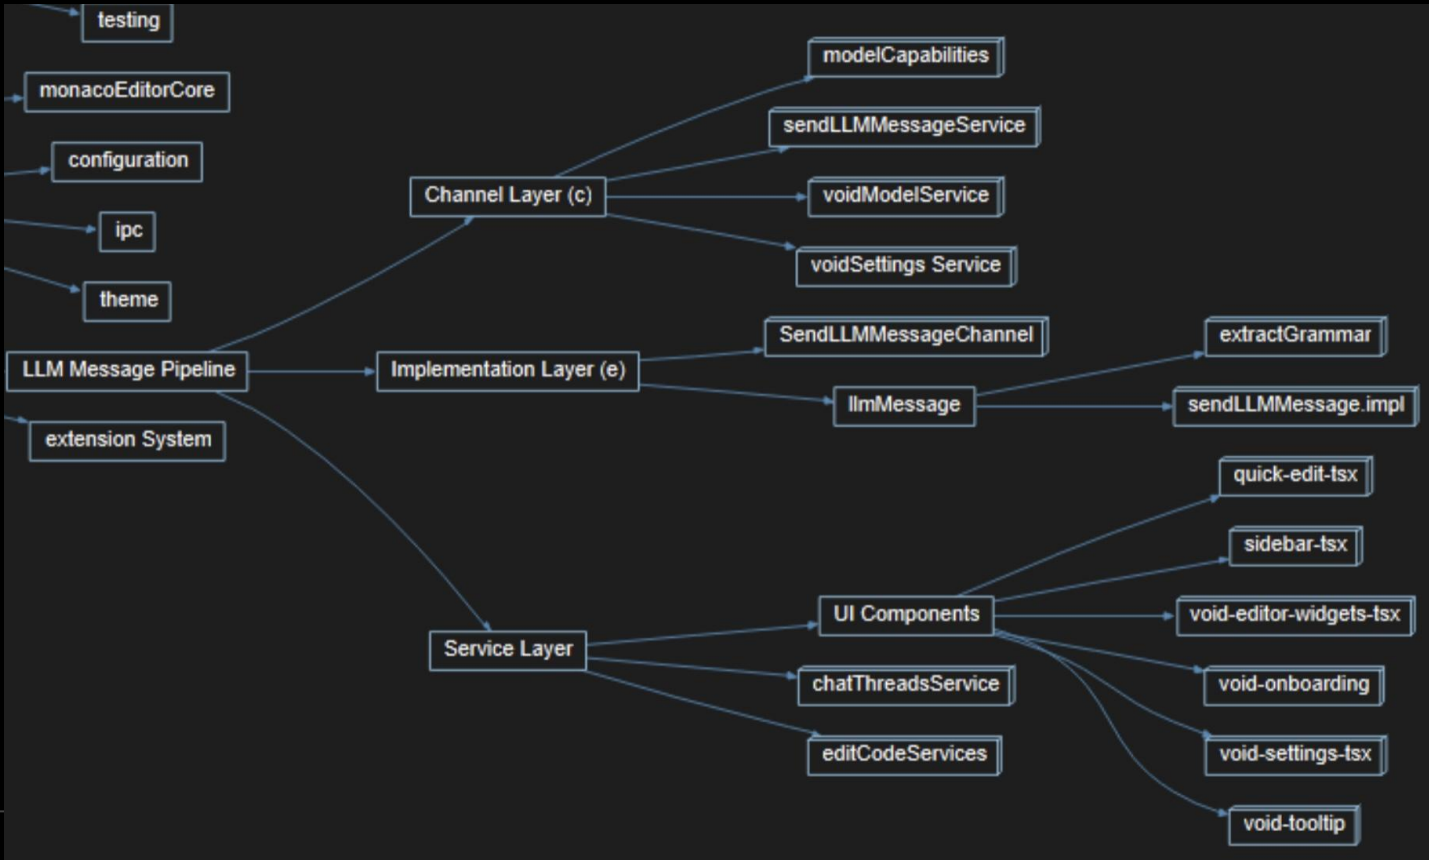 testing
monacoEditorCore
configuration
ipc
theme
LLM Message Pipeline
extension System
Channel Layer (c)
Implementation Layer (e)
Service Layer
modelCapabilities
sendLLMMessageService
voidModelService
voidSettings Service
SendLLMMessageChannel
llmMessage
UI Components
chatThreadsService
editCodeServices
extractGrammar
sendLLMMessage.impl
quick-edit-tsx
sidebar-tsx
void-editor-widgets-tsx
void-onboarding
void-settings-tsx
void-tooltip